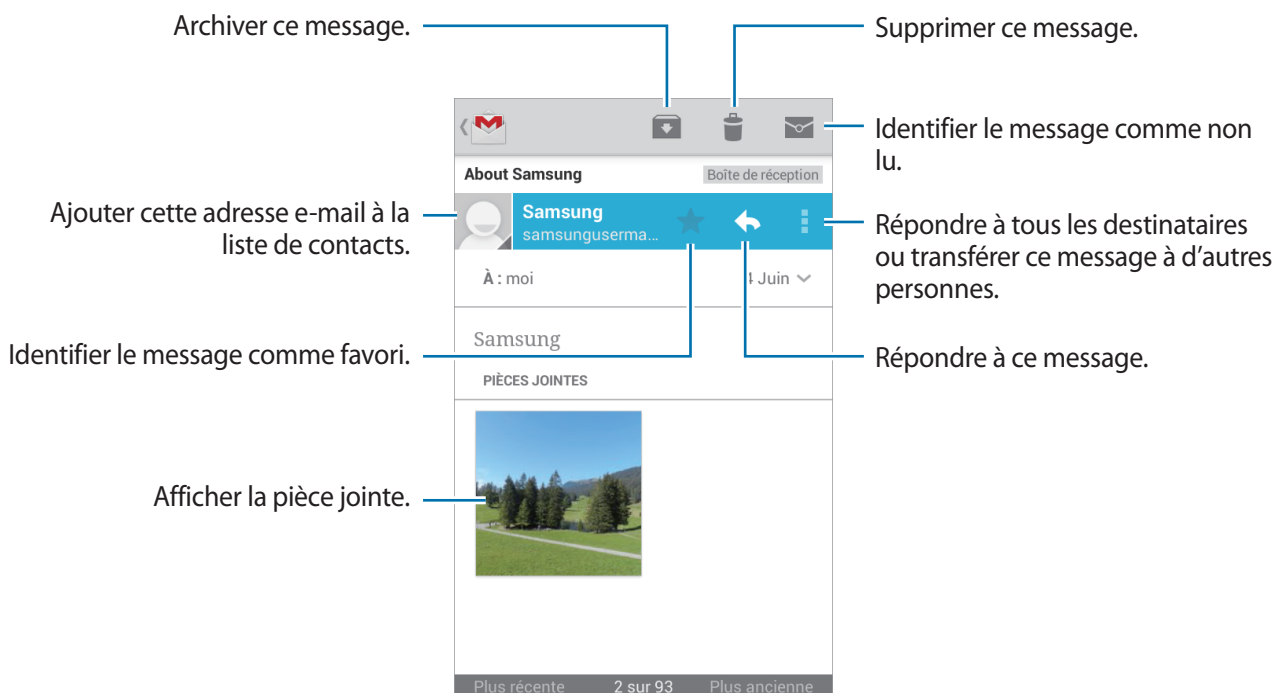 Archiver ce message.
Supprimer ce message.
Identifier le message comme non
lu.
About Samsung
Boîte de réception
Ajouter cette adresse e-mail à la
liste de contacts.
Samsung
samsunguserma...
Répondre à tous les destinataires
ou transférer ce message à d'autres
personnes.
À : moi
4 Juin
Identifier le message comme favori.
Samsung
Répondre à ce message.
PIÈCES JOINTES
Afficher la pièce jointe.
Plus récente
2 sur 93
Plus ancienne